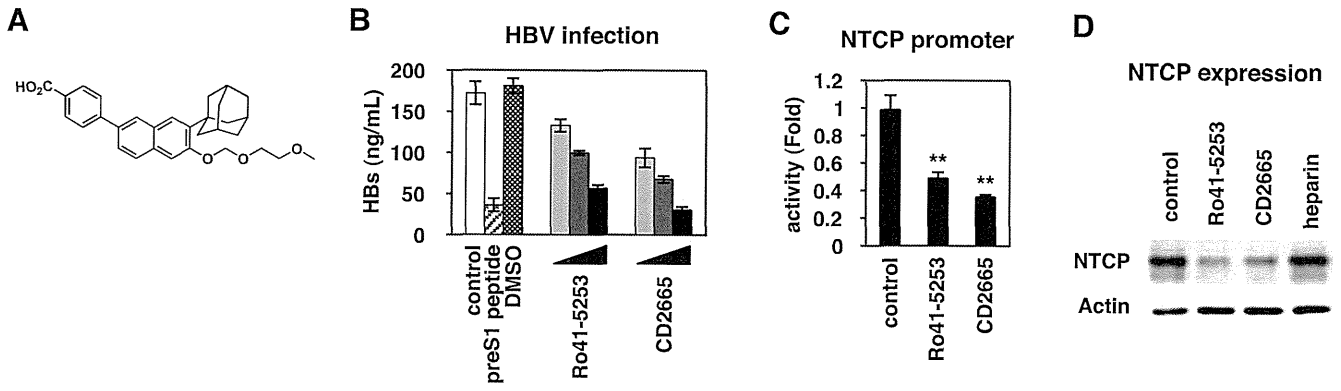 A
HO2C
O
O
O
B
HBV infection
HBs (ng/mL)
200
150
100
50
0
control
preS1 peptide
DMSO
Ro41-5253
CD2665
C
NTCP promoter
activity (Fold)
1.2
1
0.8
0.6
0.4
0.2
0
**
**
control
Ro41-5253
CD2665
D
NTCP expression
control
Ro41-5253
CD2665
heparin
NTCP
Actin